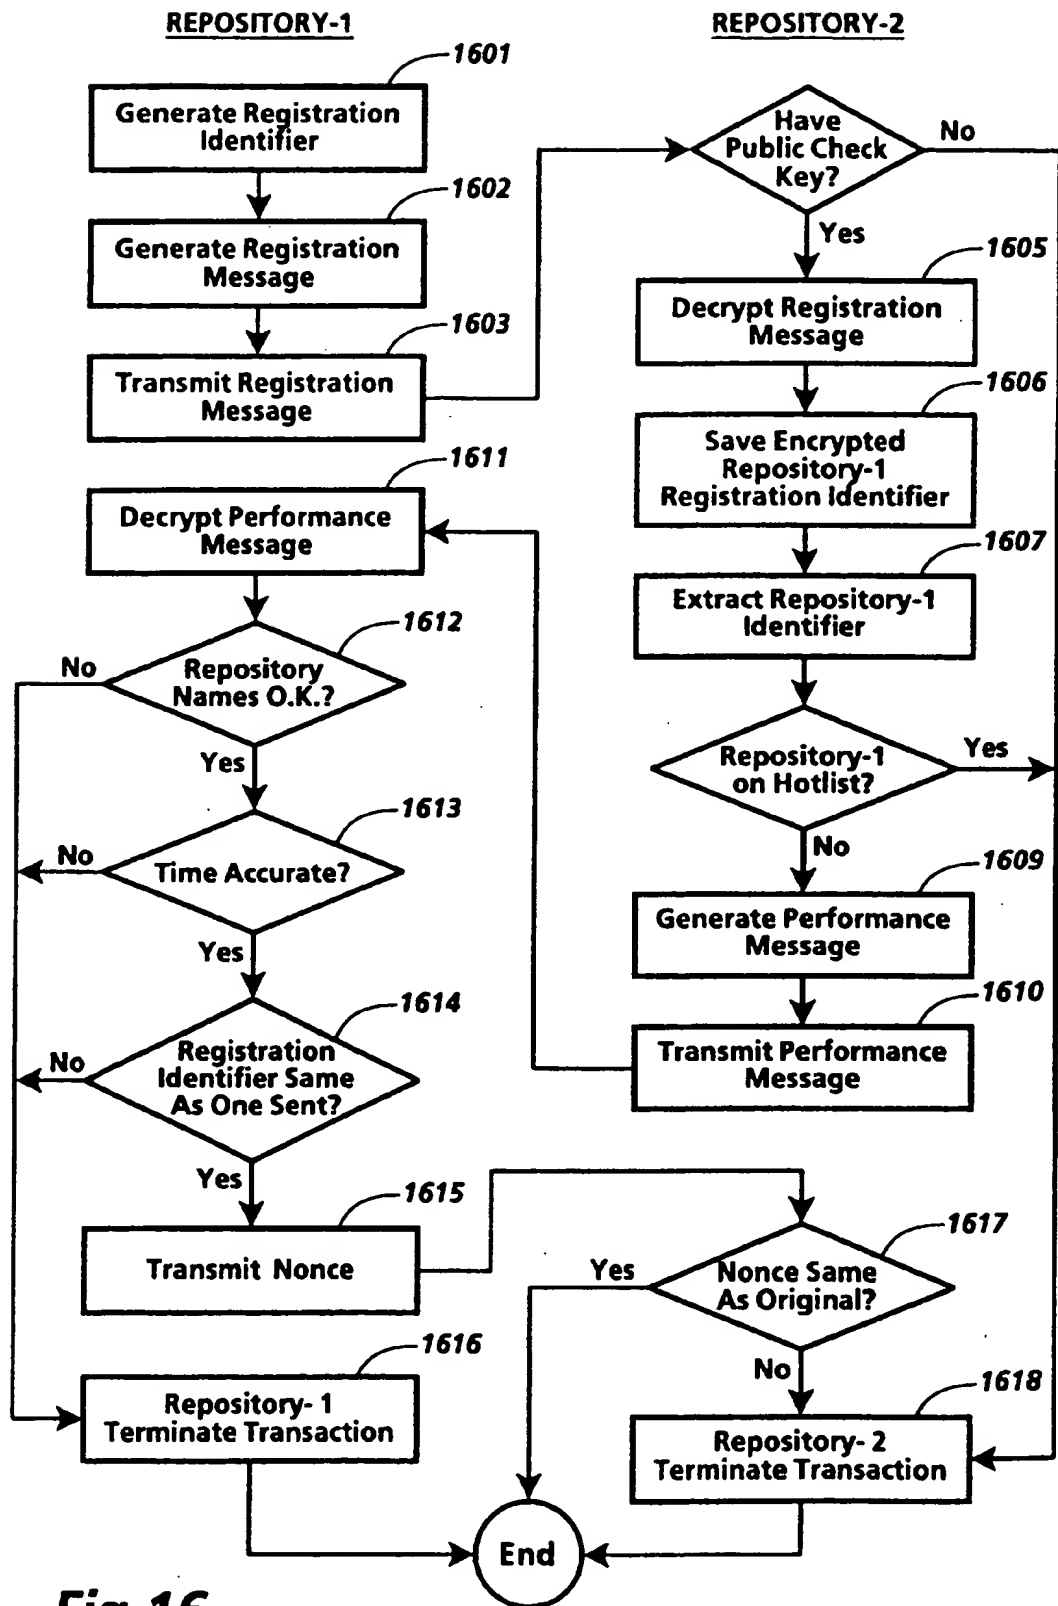 REPOSITORY-1
1601
Generate Registration
Identifier
1602
Generate Registration
Message
1603
Transmit Registration
Message
1611
Decrypt Performance
Message
1612
No
Repository
Names O.K.?
Yes
1613
No
Time Accurate?
Yes
1614
No
Registration
Identifier Same
As One Sent?
Yes
1615
Transmit Nonce
1616
Repository- 1
Terminate Transaction
REPOSITORY-2
Have
Public Check
Key?
No
Yes
1605
Decrypt Registration
Message
1606
Save Encrypted
Repository-1
Registration Identifier
1607
Extract Repository-1
Identifier
Repository-1
on Hotlist?
Yes
No
1609
Generate Performance
Message
1610
Transmit Performance
Message
1617
Yes
Nonce Same
As Original?
No
1618
Repository- 2
Terminate Transaction
End
Fig.16